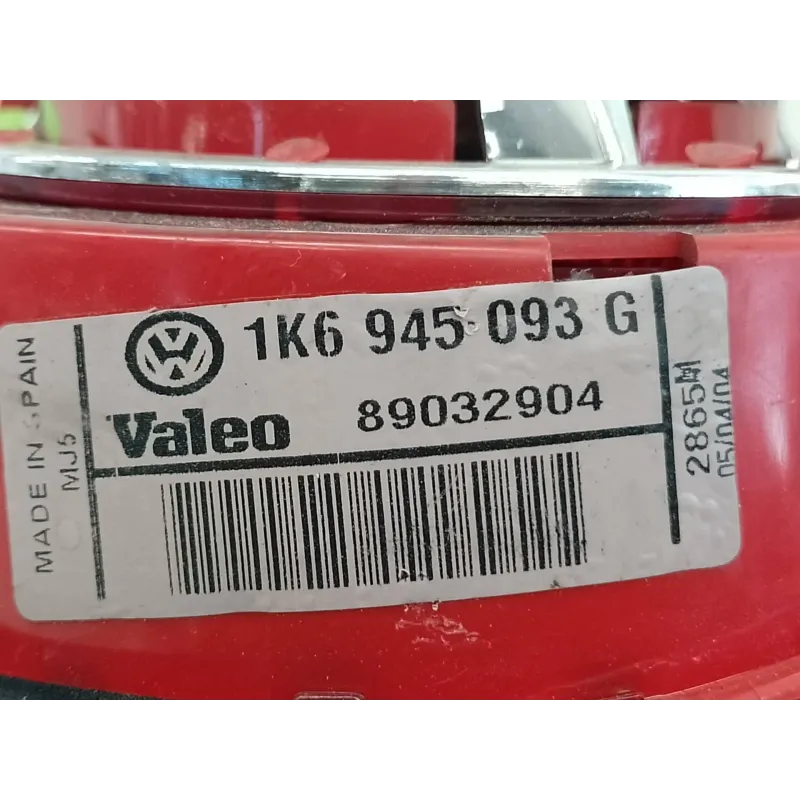 MADE IN SPAIN
MJ5
1K6 945 093 G
Valeo 89032904
2865M
05/04/04